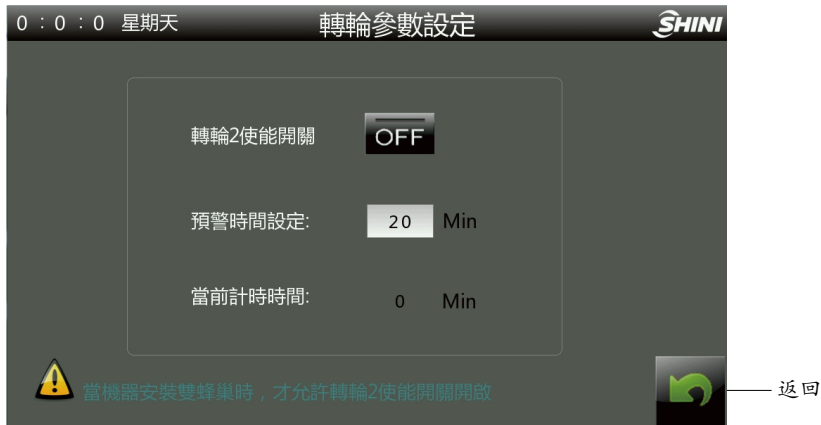 0 : 0 : 0 星期天 轉輪參數設定 SHINI
轉輪2使能開關 OFF
預警時間設定: 20 Min
當前計時時間: 0 Min
當機器安裝雙蜂巢時，才允許轉輪2使能開關開啟
返回